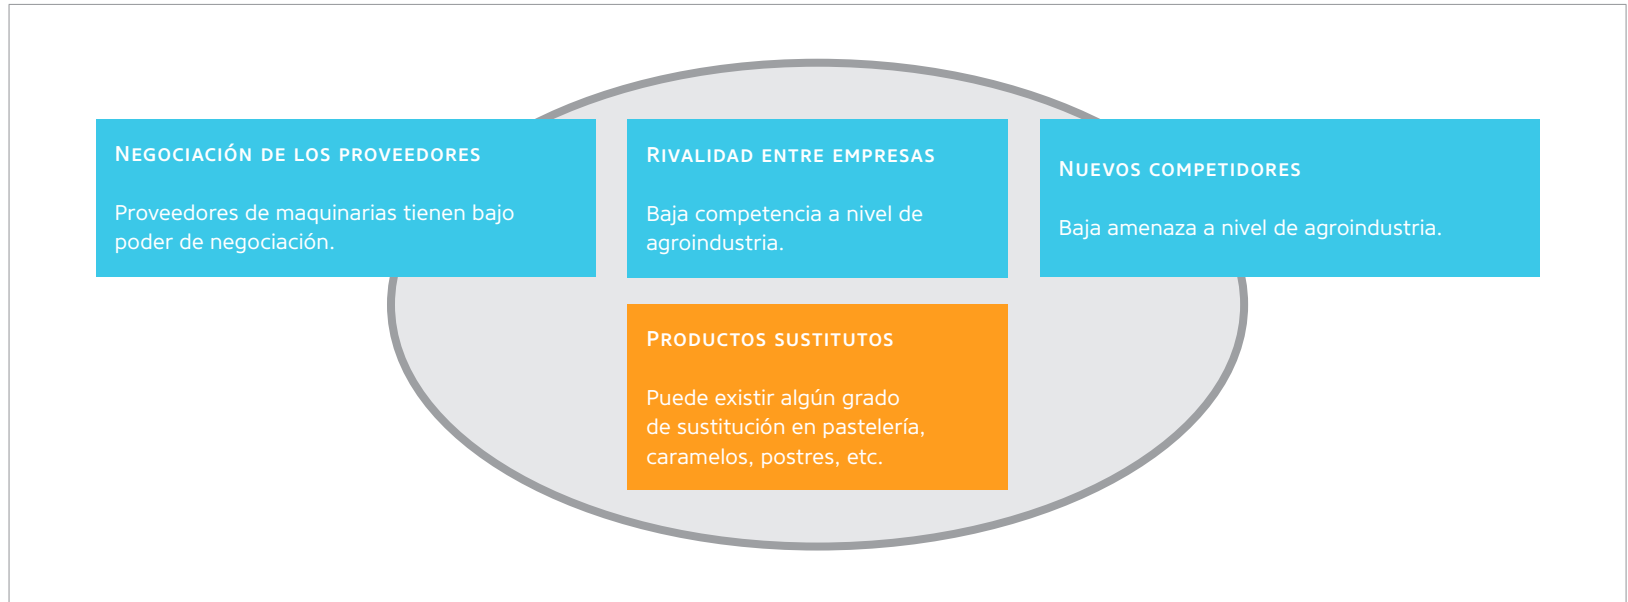 NEGOCIACIÓN DE LOS PROVEEDORES
Proveedores de maquinarias tienen bajo
poder de negociación.
RIVALIDAD ENTRE EMPRESAS
Baja competencia a nivel de
agroindustria.
NUEVOS COMPETIDORES
Baja amenaza a nivel de agroindustria.
PRODUCTOS SUSTITUTOS
Puede existir algún grado
de sustitución en pastelería,
caramelos, postres, etc.